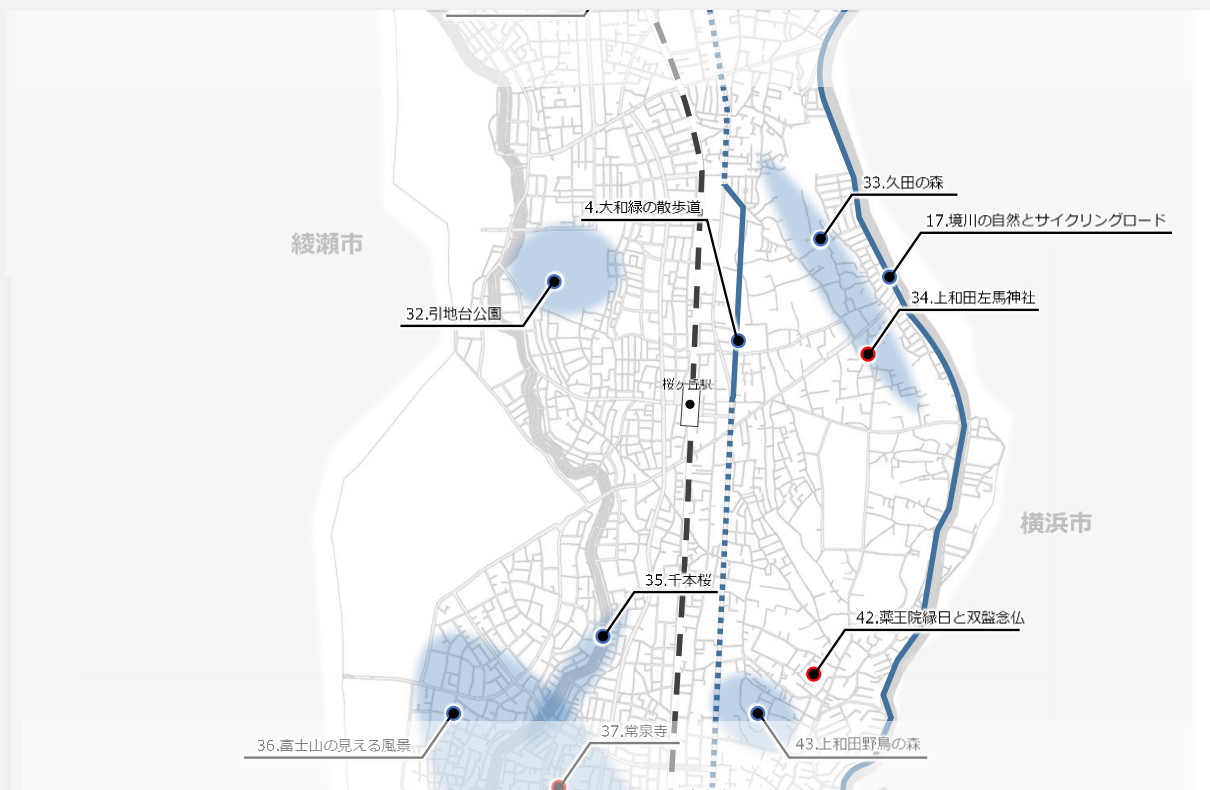 33.久田の森
4.大和緑の散歩道
17.境川の自然とサイクリングロード
綾瀬市
34.上和田左馬神社
32.引地台公園
桜ヶ丘駅
横浜市
35.千本桜
42.薬王院縁日と双盤念仏
37.常泉寺
36.富士山の見える風景
43.上和田野鳥の森